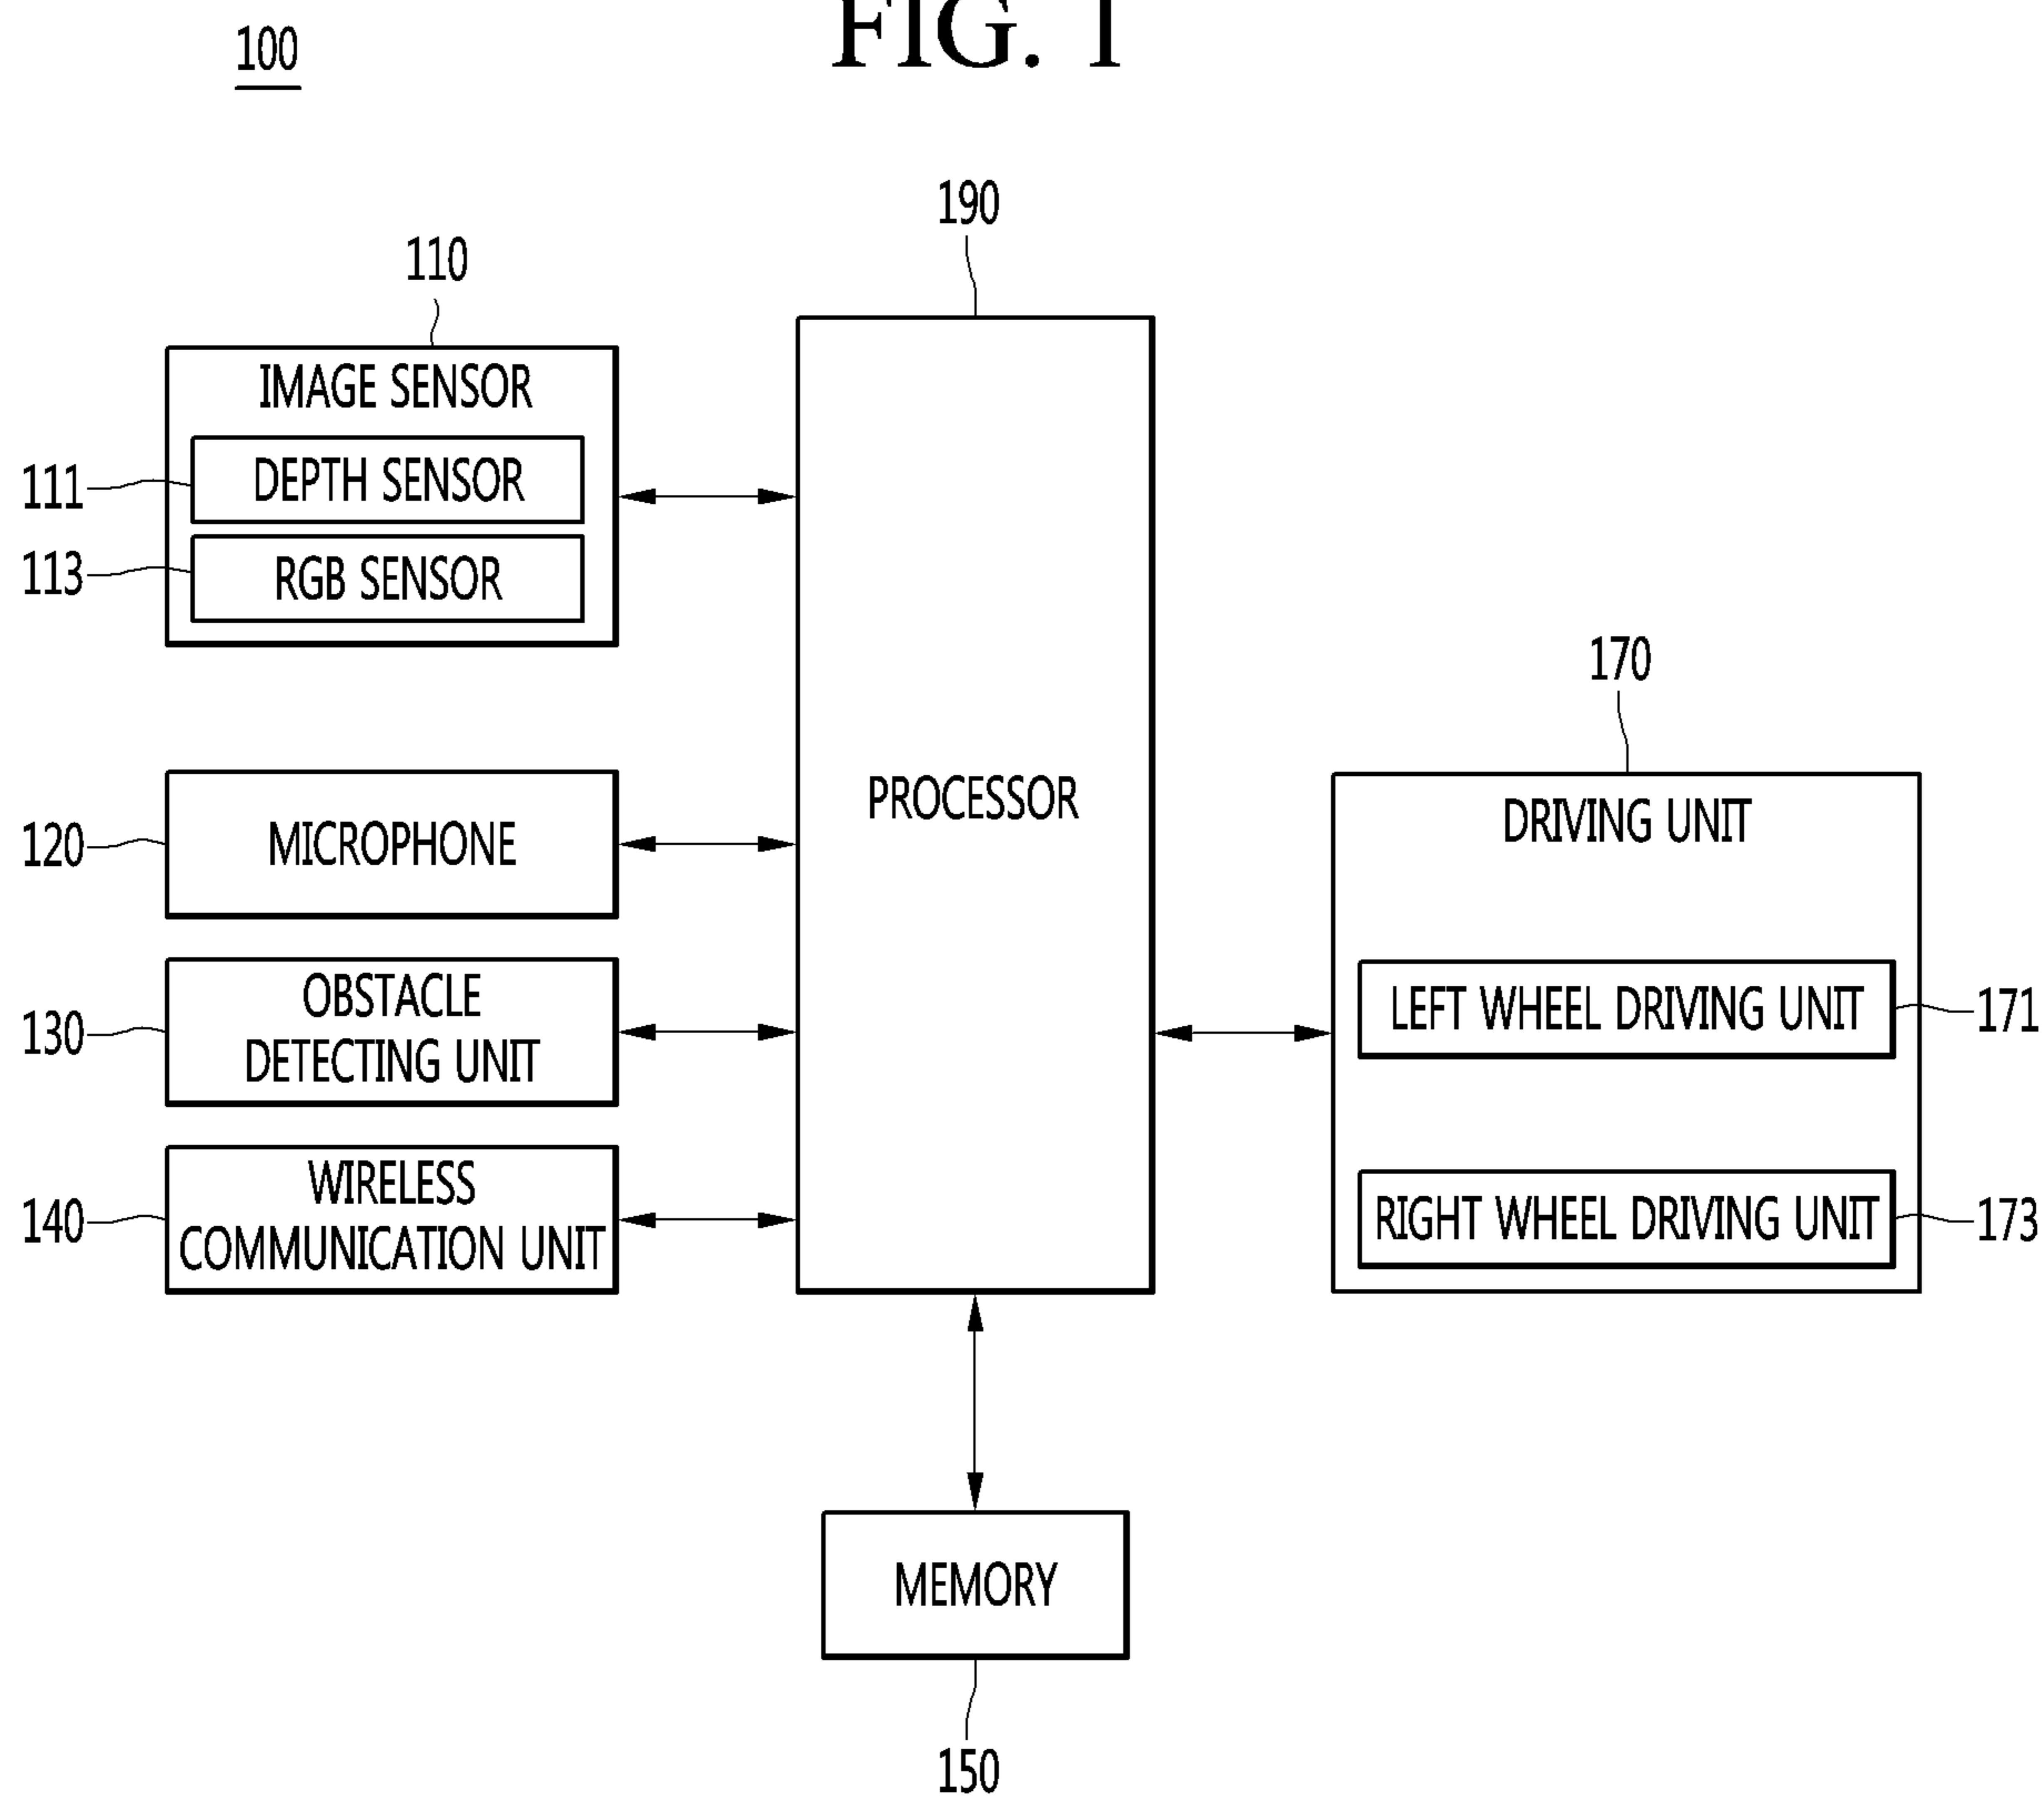 FIG. 1
100
190
110
IMAGE SENSOR
111
DEPTH SENSOR
113
RGB SENSOR
170
PROCESSOR
DRIVING UNIT
120
MICROPHONE
130
OBSTACLE
DETECTING UNIT
LEFT WHEEL DRIVING UNIT
171
140
WIRELESS
COMMUNICATION UNIT
RIGHT WHEEL DRIVING UNIT
173
MEMORY
150